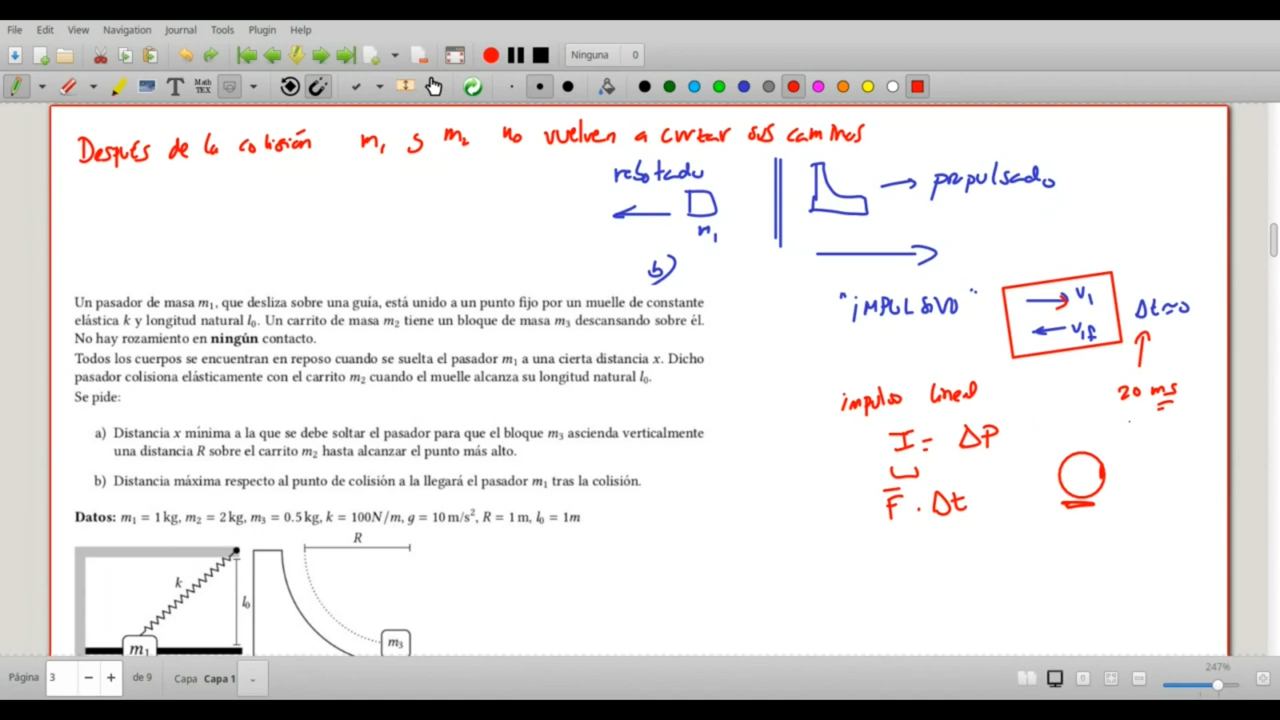 File Edit View Navigation Journal Tools Plugin Help
Ninguna 0
T Math TEX
Después de la colisión m₁ y m₂ no vuelven a cortar sus caminos
rebotado
m₁
propulsado
b)
"IMPULSIVO"
v₁
v₁f
Δt≈0
20 ms
impulso lineal
I = ΔP
F · Δt
Un pasador de masa m₁, que desliza sobre una guía, está unido a un punto fijo por un muelle de constante
elástica k y longitud natural l₀. Un carrito de masa m₂ tiene un bloque de masa m₃ descansando sobre él.
No hay rozamiento en ningún contacto.
Todos los cuerpos se encuentran en reposo cuando se suelta el pasador m₁ a una cierta distancia x. Dicho
pasador colisiona elásticamente con el carrito m₂ cuando el muelle alcanza su longitud natural l₀.
Se pide:
a) Distancia x mínima a la que se debe soltar el pasador para que el bloque m₃ ascienda verticalmente
una distancia R sobre el carrito m₂ hasta alcanzar el punto más alto.
b) Distancia máxima respecto al punto de colisión a la llegará el pasador m₁ tras la colisión.
Datos: m₁ = 1 kg, m₂ = 2 kg, m₃ = 0.5 kg, k = 100N/m, g = 10 m/s², R = 1 m, l₀ = 1m
R
k
l₀
m₁
m₃
Página 3 de 9 Capa Capa 1
247%